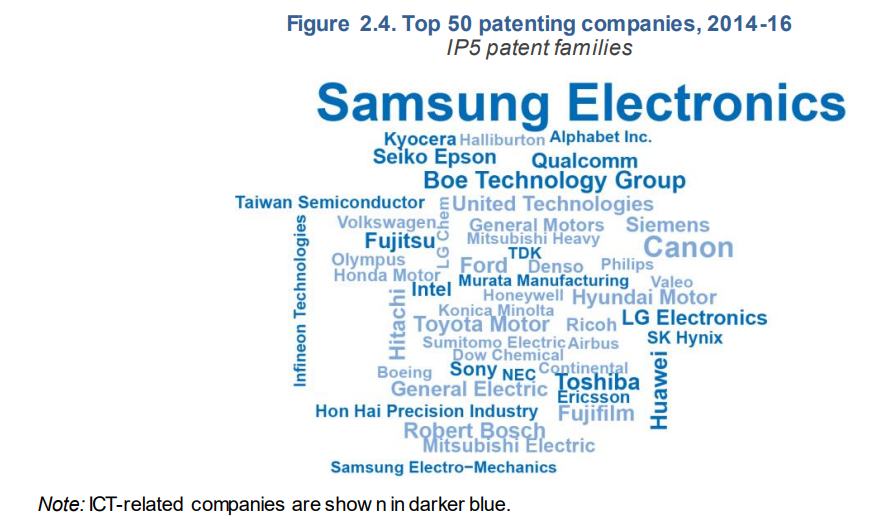 Figure 2.4. Top 50 patenting companies, 2014-16
IP5 patent families
Samsung Electronics
Kyocera Halliburton Alphabet Inc.
Seiko Epson Qualcomm
Boe Technology Group
Taiwan Semiconductor LG Chem United Technologies
Infineon Technologies Volkswagen General Motors Siemens
Fujitsu Mitsubishi Heavy Canon
TDK
Olympus Ford Denso Philips
Honda Motor Murata Manufacturing Valeo
Hitachi Intel Honeywell Hyundai Motor
Konica Minolta
Toyota Motor Ricoh LG Electronics
Sumitomo Electric Airbus SK Hynix
Dow Chemical
Boeing Sony NEC Continental Huawei
General Electric Toshiba
Ericsson
Hon Hai Precision Industry Fujifilm
Robert Bosch
Mitsubishi Electric
Samsung Electro−Mechanics
Note: ICT-related companies are shown in darker blue.